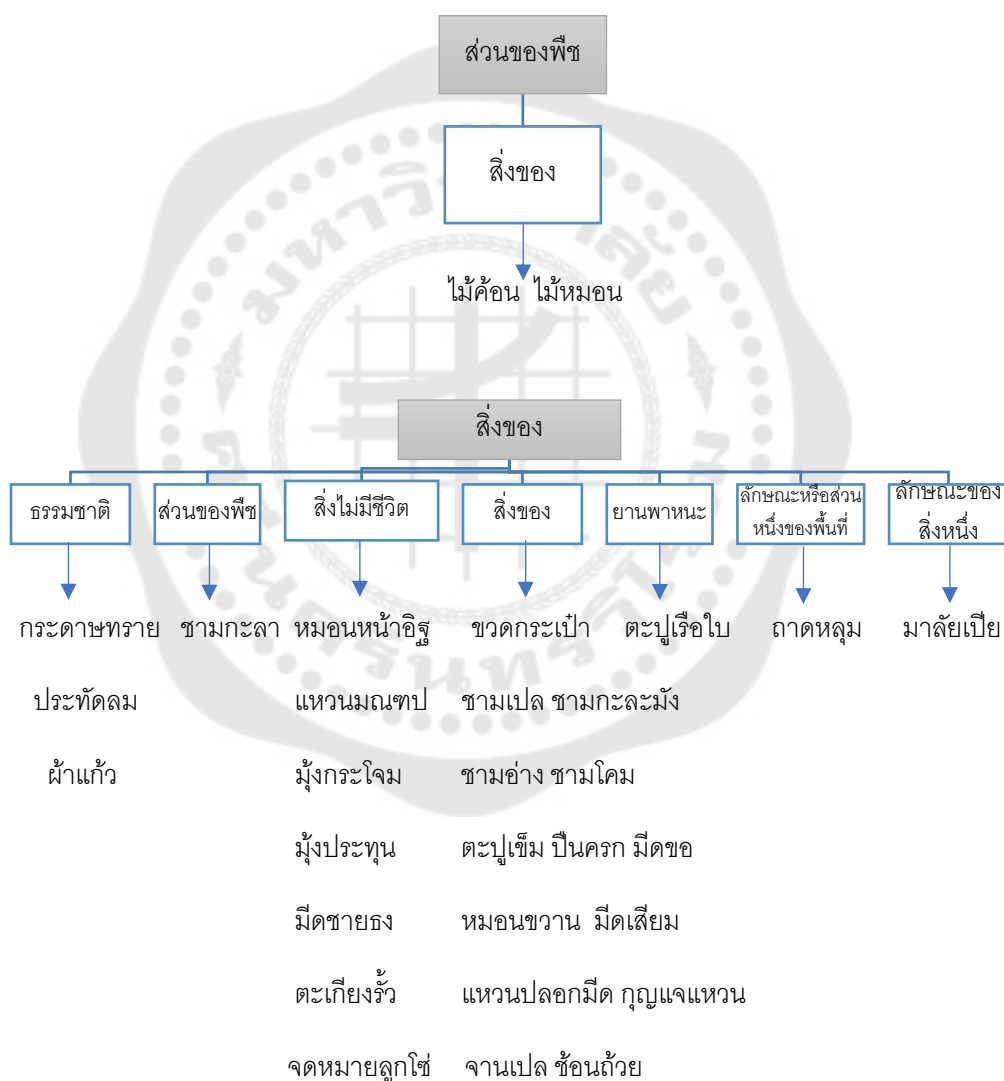 ส่วนของพืช
สิ่งของ
ไม้ค้อน ไม้หมอน
สิ่งของ
ธรรมชาติ
ส่วนของพืช
สิ่งไม่มีชีวิต
สิ่งของ
ยานพาหนะ
ลักษณะหรือส่วน
หนึ่งของพื้นที่
ลักษณะของ
สิ่งหนึ่ง
กระดาษทราย ชามกะลา หมอนหน้าอิฐ ขวดกระเป๋า ตะปูเรือใบ ถาดหลุม มาลัยเปีย
ประทัดลม แหวนมณฑป ชามเปล ชามกะละมัง
ผ้าแก้ว มุ้งกระโจม ชามอ่าง ชามโคม
มุ้งประทุน ตะปูเข็ม ปืนครก มีดขอ
มีดชายธง หมอนขวาน มีดเสียม
ตะเกียงรั้ว แหวนปลอกมีด กุญแจแหวน
จดหมายลูกโซ่ จานเปล ช้อนถ้วย